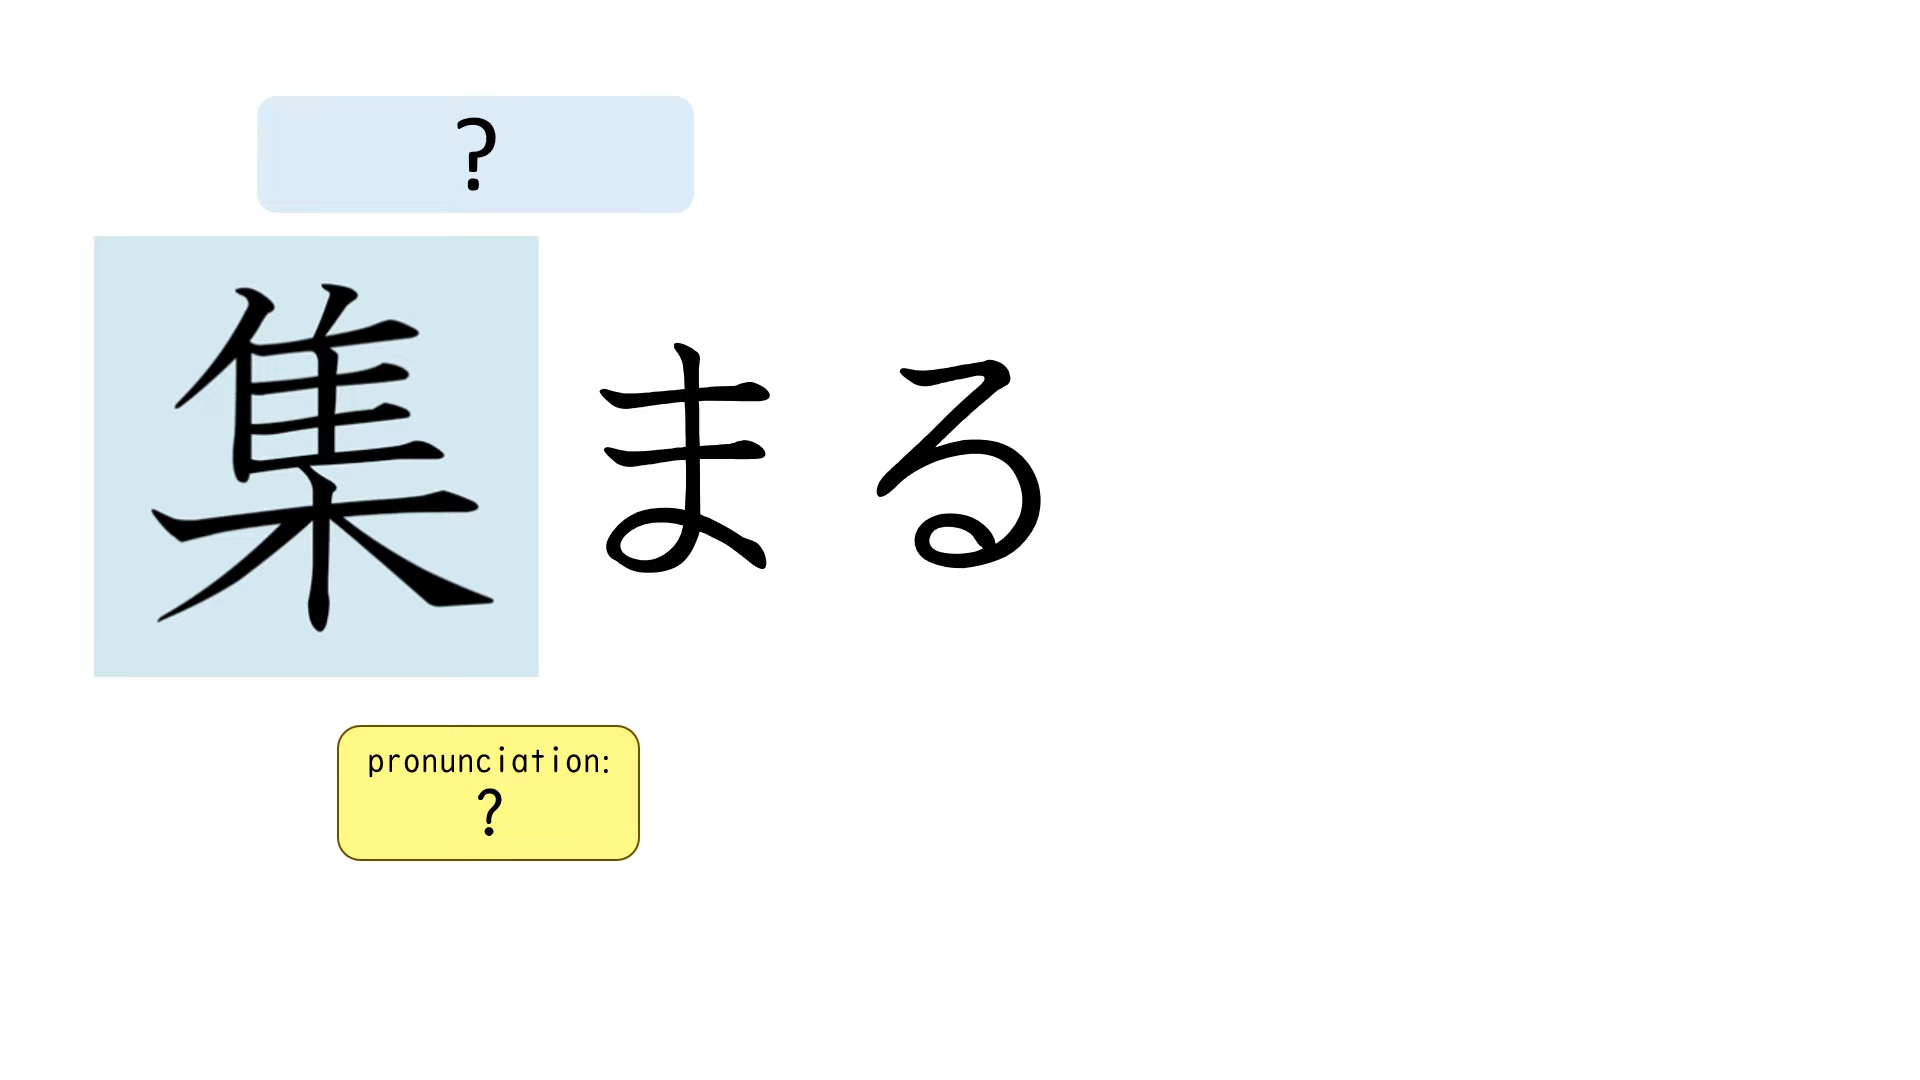 ?
集まる
pronunciation:
?